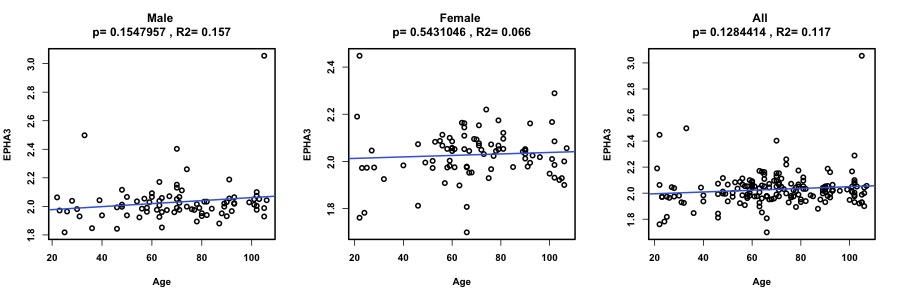 Male
p= 0.1547957 , R2= 0.157
EPHA3
3.0
2.8
2.6
2.4
2.2
2.0
1.8
20 40 60 80 100
Age
Female
p= 0.5431046 , R2= 0.066
EPHA3
2.4
2.2
2.0
1.8
20 40 60 80 100
Age
All
p= 0.1284414 , R2= 0.117
EPHA3
3.0
2.8
2.6
2.4
2.2
2.0
1.8
20 40 60 80 100
Age